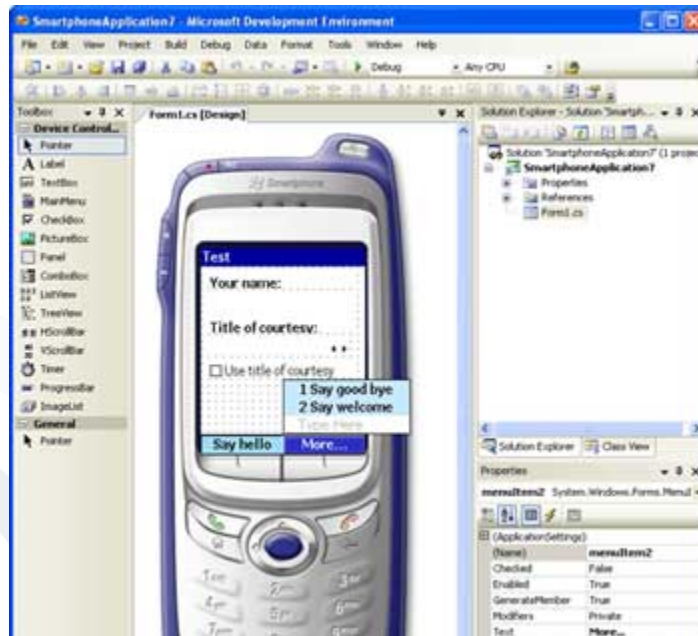 SmartphoneApplication7 - Microsoft Development Environment
File Edit View Project Build Debug Data Format Tools Window Help
Debug
Any CPU
Toolbox
Device Control...
Pointer
Label
TextBox
MainMenu
CheckBox
PictureBox
Panel
ComboBox
ListView
TreeView
HScrollBar
VScrollBar
Timer
ProgressBar
ImageList
General
Pointer
Form1.cs [Design]
Smartphone
Test
Your name:
Title of courtesy:
Use title of courtesy
1 Say good bye
2 Say welcome
Type Here
Say hello More...
Solution Explorer - Solution 'Smartph...
Solution 'SmartphoneApplication7' (1 projec
SmartphoneApplication7
Properties
References
Form1.cs
Solution Explorer Class View
Properties
menuItem2 System.Windows.Forms.MenuI
(ApplicationSettings)
(Name) menuItem2
Checked False
Enabled True
GenerateMember True
Modifiers Private
Text More...